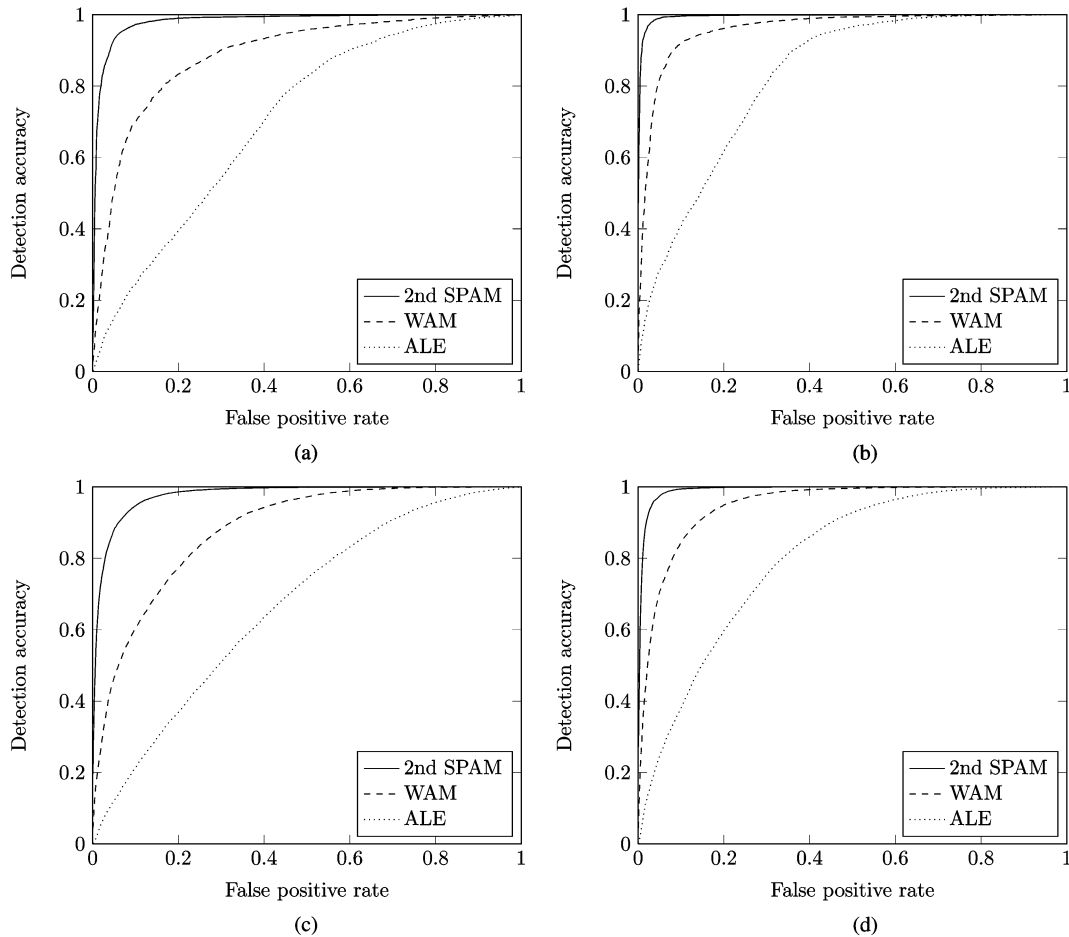 1
0.8
0.6
0.4
0.2
0
Detection accuracy
0 0.2 0.4 0.6 0.8 1
False positive rate
2nd SPAM
WAM
ALE
(a)
1
0.8
0.6
0.4
0.2
0
Detection accuracy
0 0.2 0.4 0.6 0.8 1
False positive rate
2nd SPAM
WAM
ALE
(b)
1
0.8
0.6
0.4
0.2
0
Detection accuracy
0 0.2 0.4 0.6 0.8 1
False positive rate
2nd SPAM
WAM
ALE
(c)
1
0.8
0.6
0.4
0.2
0
Detection accuracy
0 0.2 0.4 0.6 0.8 1
False positive rate
2nd SPAM
WAM
ALE
(d)